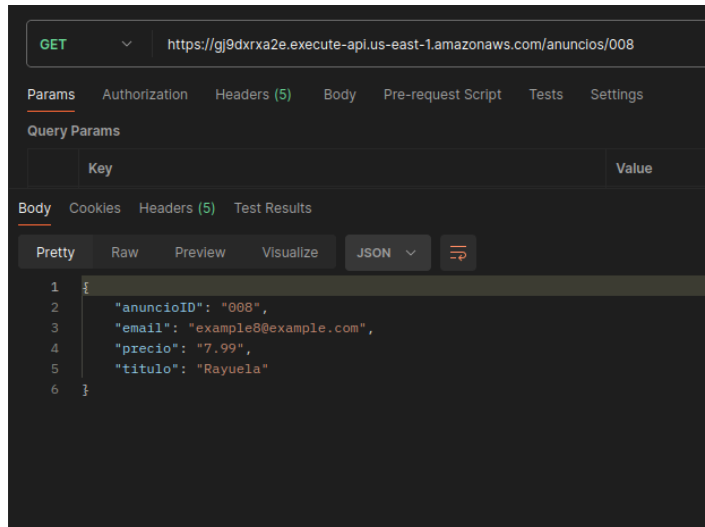 GET https://gj9dxrxa2e.execute-api.us-east-1.amazonaws.com/anuncios/008
Params Authorization Headers (5) Body Pre-request Script Tests Settings
Query Params
Key Value
Body Cookies Headers (5) Test Results
Pretty Raw Preview Visualize JSON
1 {
2 "anuncioID": "008",
3 "email": "example8@example.com",
4 "precio": "7.99",
5 "titulo": "Rayuela"
6 }